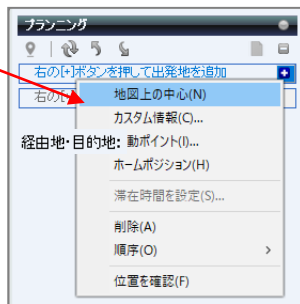 プランニング
右の[+]ボタンを押して出発地を追加
右の[+]
地図上の中心(N)
カスタム情報(C)...
経由地・目的地:
動ポイント(I)...
ホームポジション(H)
滞在時間を設定(S)...
削除(A)
順序(O)
位置を確認(F)